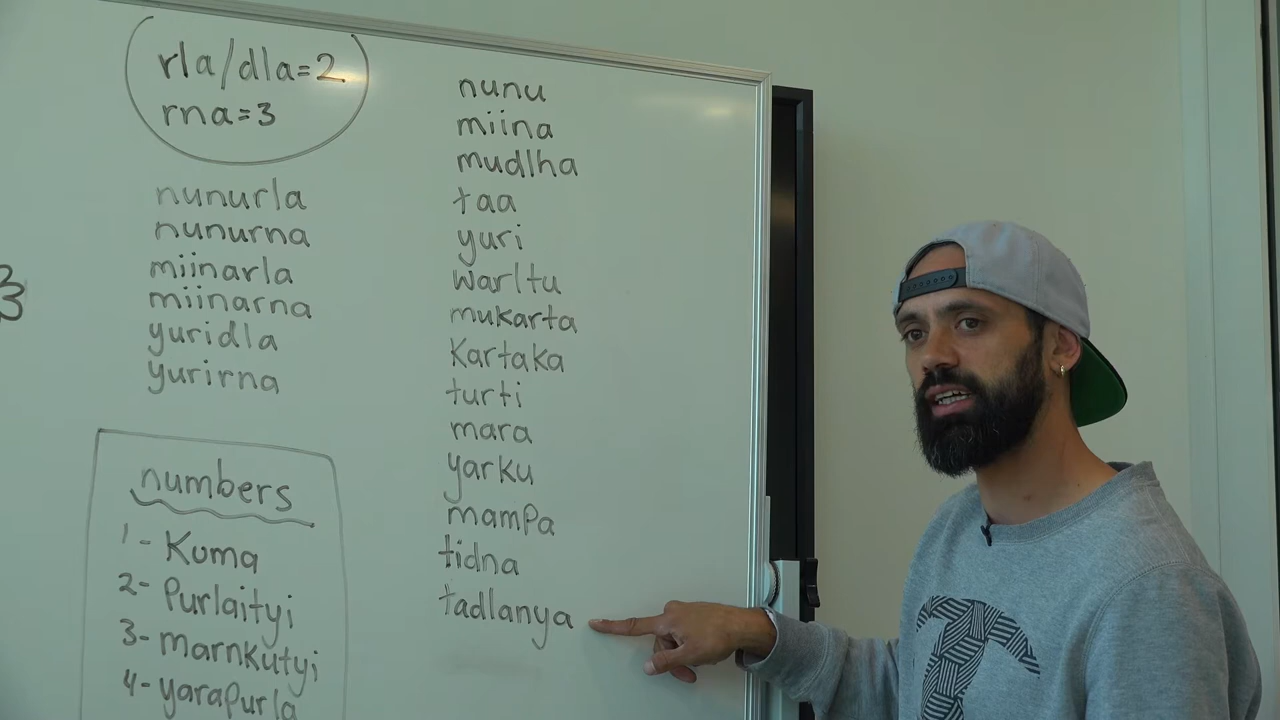 rla/dla=2
rna=3
nunurla
nunurna
miinarla
miinarna
yuridla
yurirna
numbers
1- Kuma
2- Purlaityi
3- marnkutyi
4- yarapurla
nunu
miina
mudlha
taa
yuri
warltu
mukarta
Kartaka
turti
mara
yarku
mampa
tidna
tadlanya
3